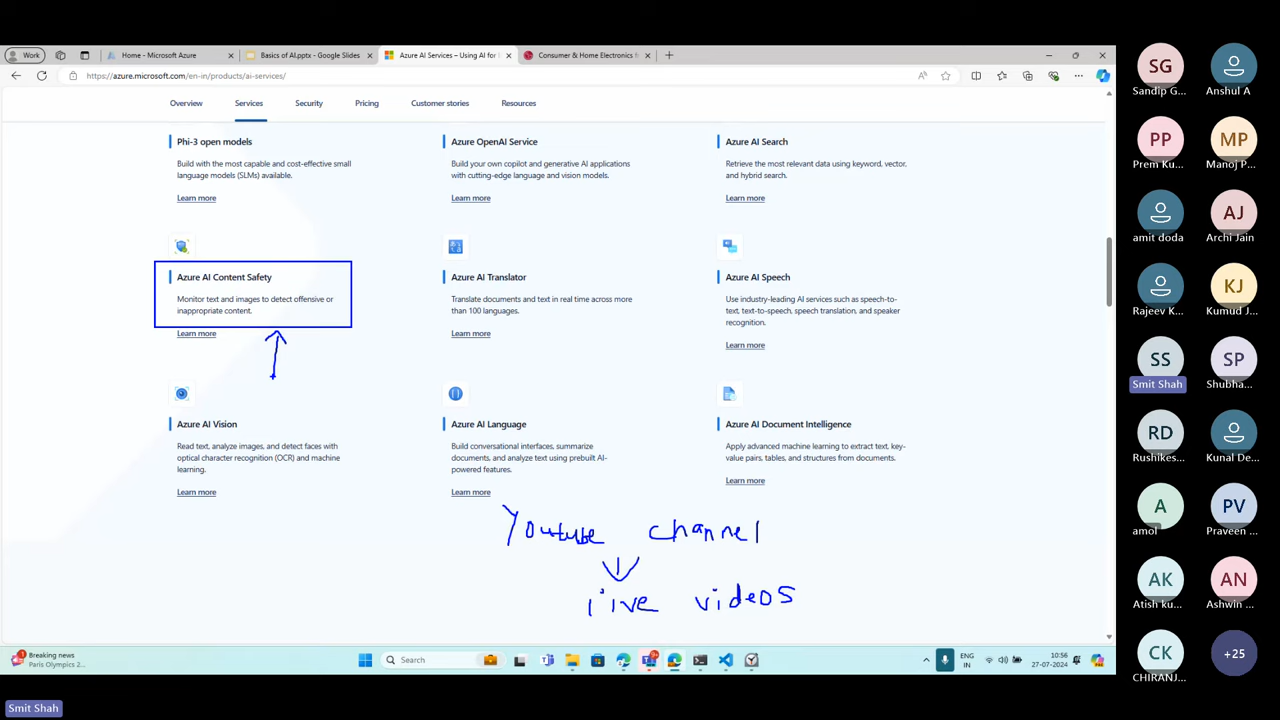 Work
Home - Microsoft Azure
Basics of AI.pptx - Google Slides
Azure AI Services – Using AI for I
Consumer & Home Electronics fr
https://azure.microsoft.com/en-in/products/ai-services/
Overview Services Security Pricing Customer stories Resources
Phi-3 open models
Build with the most capable and cost-effective small
language models (SLMs) available.
Learn more
Azure OpenAI Service
Build your own copilot and generative AI applications
with cutting-edge language and vision models.
Learn more
Azure AI Search
Retrieve the most relevant data using keyword, vector,
and hybrid search.
Learn more
Azure AI Content Safety
Monitor text and images to detect offensive or
inappropriate content.
Learn more
Azure AI Translator
Translate documents and text in real time across more
than 100 languages.
Learn more
Azure AI Speech
Use industry-leading AI services such as speech-to-
text, text-to-speech, speech translation, and speaker
recognition.
Learn more
Azure AI Vision
Read text, analyze images, and detect faces with
optical character recognition (OCR) and machine
learning.
Learn more
Azure AI Language
Build conversational interfaces, summarize
documents, and analyze text using prebuilt AI-
powered features.
Learn more
Azure AI Document Intelligence
Apply advanced machine learning to extract text, key-
value pairs, tables, and structures from documents.
Learn more
Youtube channel
live videos
Breaking news
Paris Olympics 2...
Search
ENG
IN
10:56
27-07-2024
SG
Sandip G...
Anshul A
PP
Prem Ku...
MP
Manoj P...
amit doda
AJ
Archi Jain
Rajeev K...
KJ
Kumud J...
SS
Smit Shah
SP
Shubha...
RD
Rushikes...
Kunal De...
A
amol
PV
Praveen ...
AK
Atish ku...
AN
Ashwin ...
CK
CHIRANJ...
+25
Smit Shah